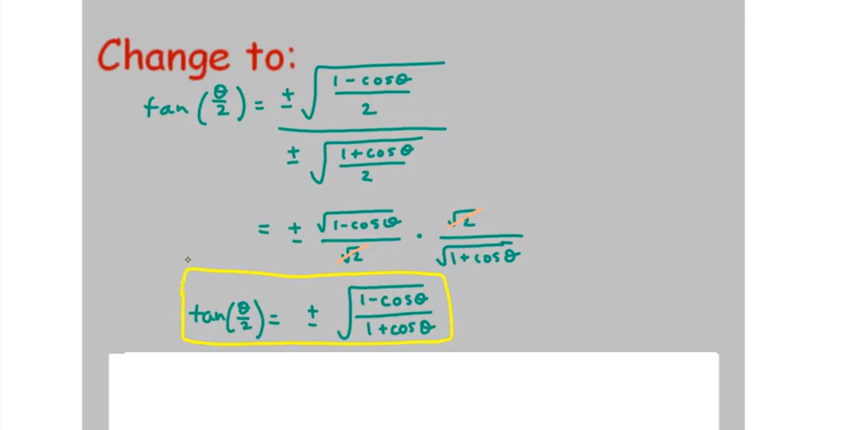 Change to:
tan(θ/2) = ±√((1-cosθ)/2) / ±√((1+cosθ)/2)
= ± √(1-cosθ)/√2 · √2/√(1+cosθ)
tan(θ/2) = ± √((1-cosθ)/(1+cosθ))